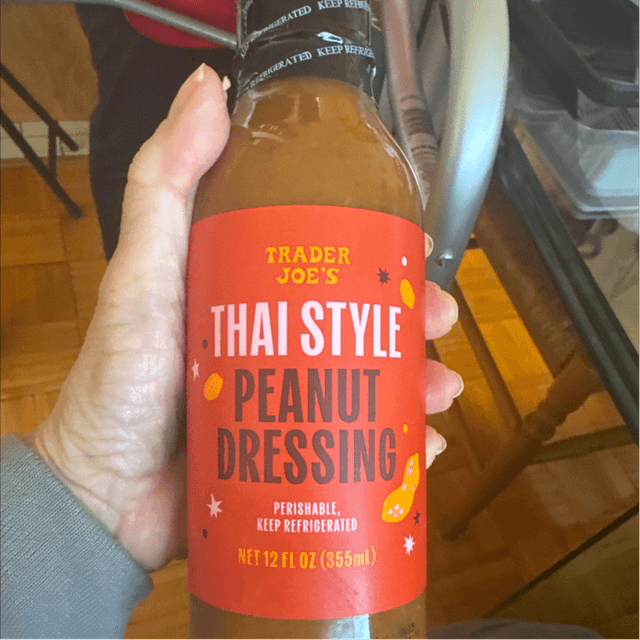 KEEP REFRIGERATED
REFRIGERATED KEEP
TRADER
JOE'S
THAI STYLE
PEANUT
DRESSING
PERISHABLE,
KEEP REFRIGERATED
NET 12 FL OZ (355mL)